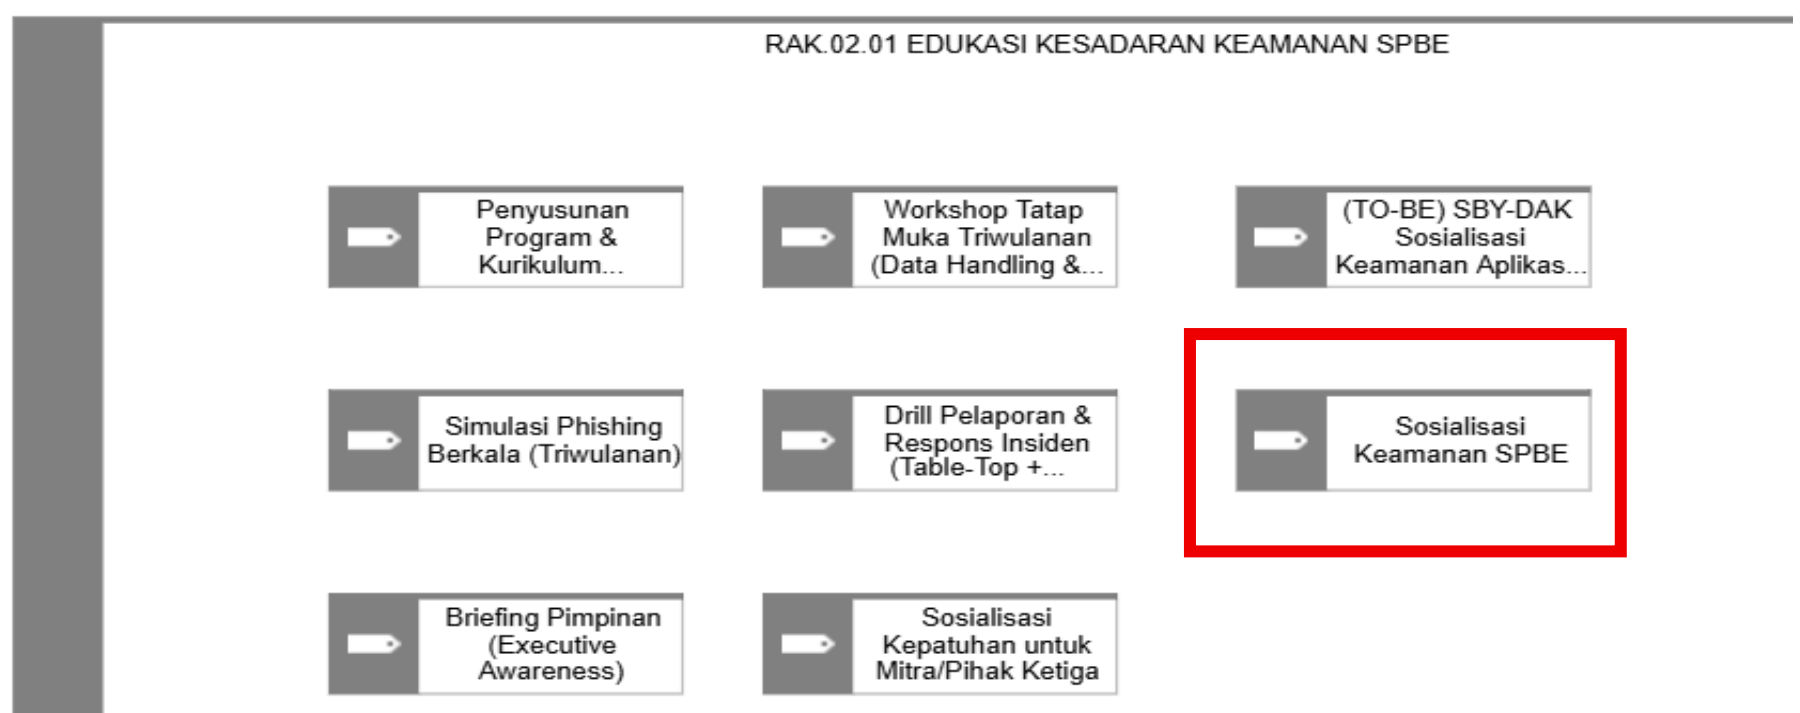 RAK.02.01 EDUKASI KESADARAN KEAMANAN SPBE
Penyusunan
Program &
Kurikulum...
Workshop Tatap
Muka Triwulanan
(Data Handling &...
(TO-BE) SBY-DAK
Sosialisasi
Keamanan Aplikas...
Simulasi Phishing
Berkala (Triwulanan)
Drill Pelaporan &
Respons Insiden
(Table-Top +...
Sosialisasi
Keamanan SPBE
Briefing Pimpinan
(Executive
Awareness)
Sosialisasi
Kepatuhan untuk
Mitra/Pihak Ketiga